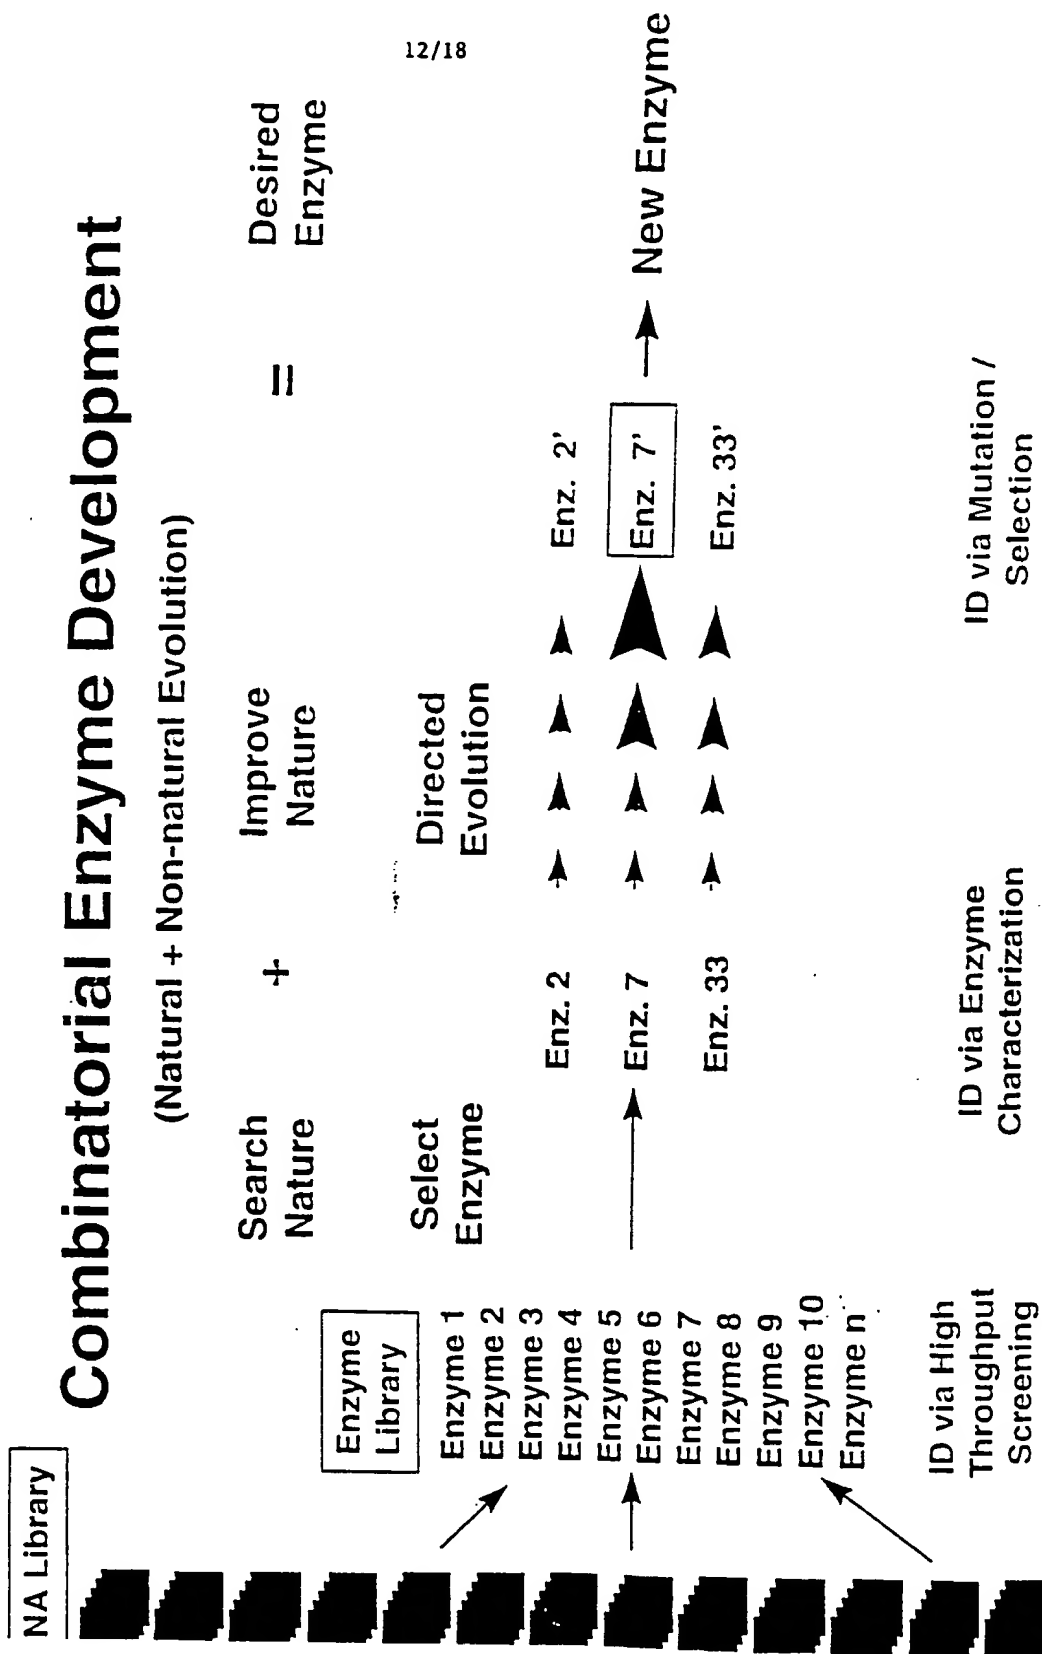 12/18
NA Library
Combinatorial Enzyme Development
(Natural + Non-natural Evolution)
Search
Nature
+
Improve
Nature
=
Desired
Enzyme
Enzyme
Library
Select
Enzyme
Directed
Evolution
Enzyme 1
Enzyme 2
Enzyme 3
Enzyme 4
Enzyme 5
Enzyme 6
Enzyme 7
Enzyme 8
Enzyme 9
Enzyme 10
Enzyme n
Enz. 2
Enz. 7
Enz. 33
Enz. 2'
Enz. 7'
Enz. 33'
New Enzyme
ID via High
Throughput
Screening
ID via Enzyme
Characterization
ID via Mutation /
Selection